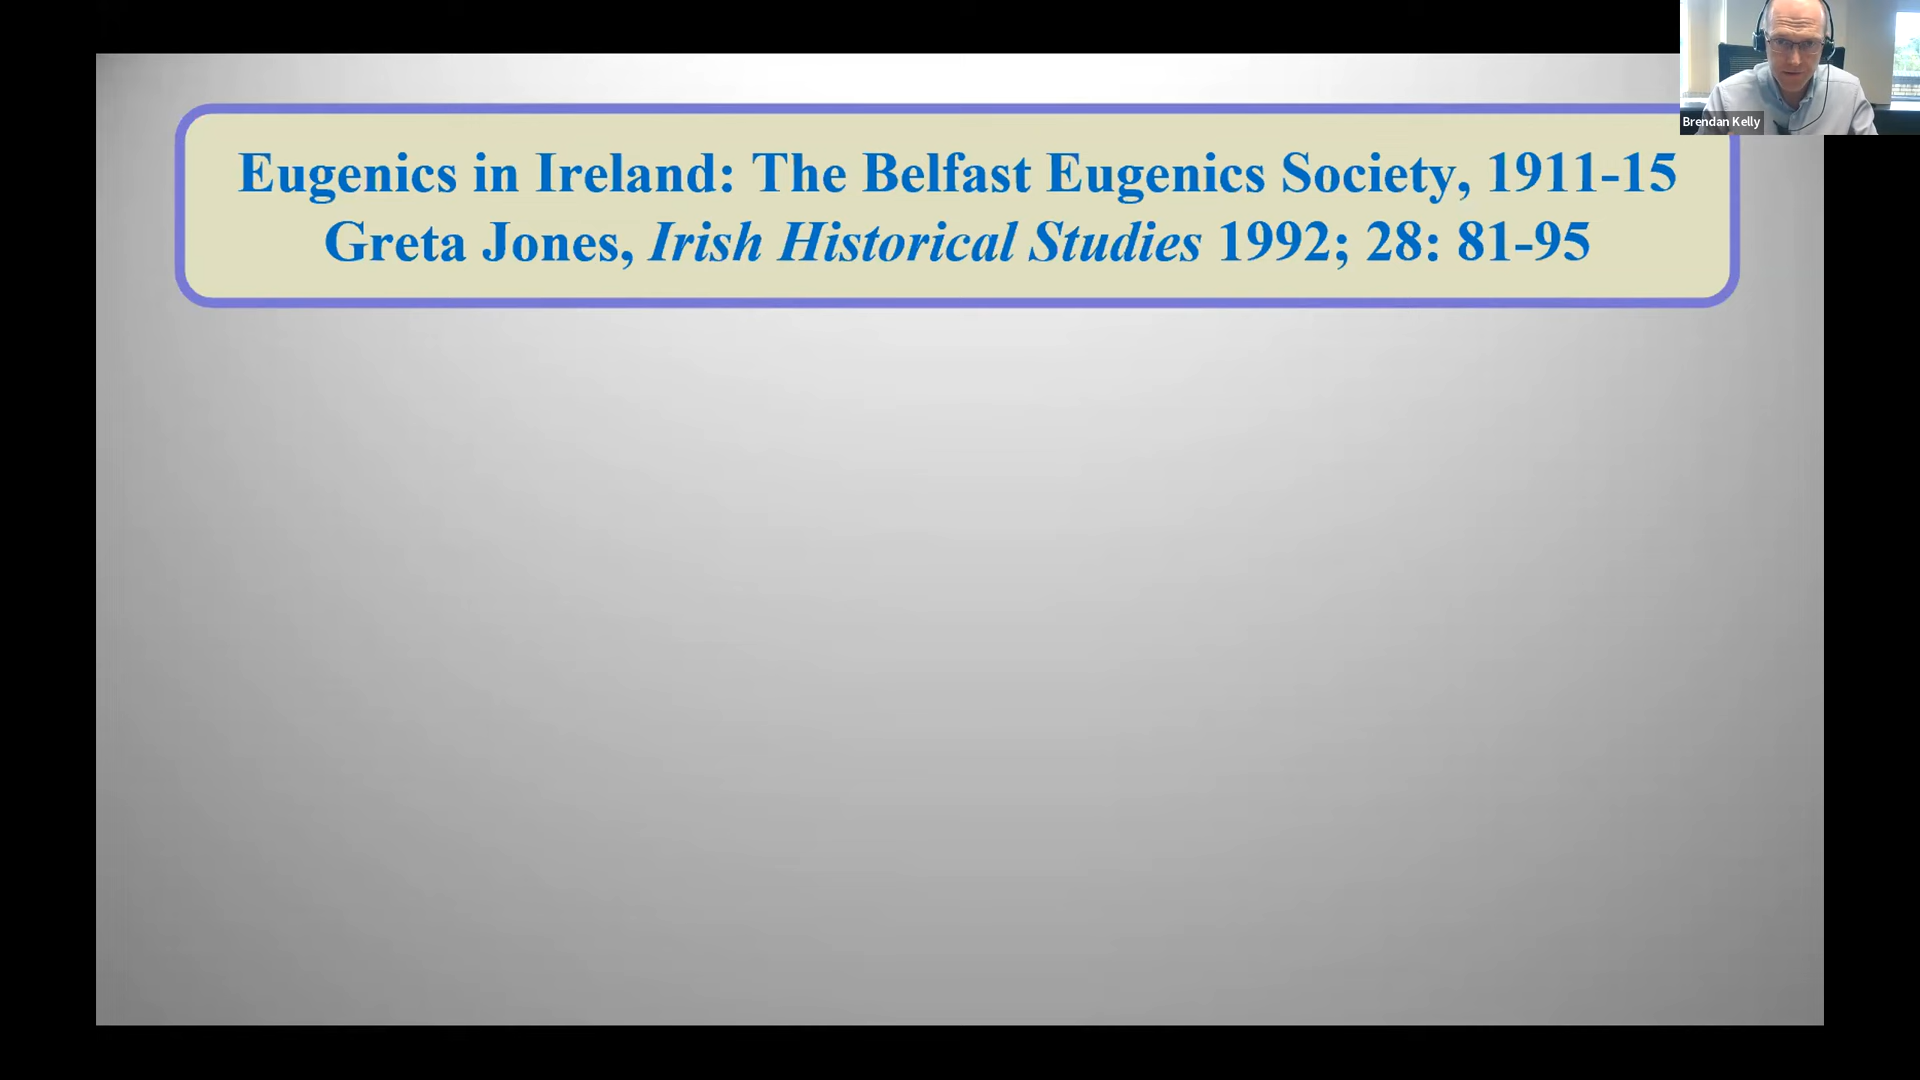 Eugenics in Ireland: The Belfast Eugenics Society, 1911-15
Greta Jones, Irish Historical Studies 1992; 28: 81-95
Brendan Kelly